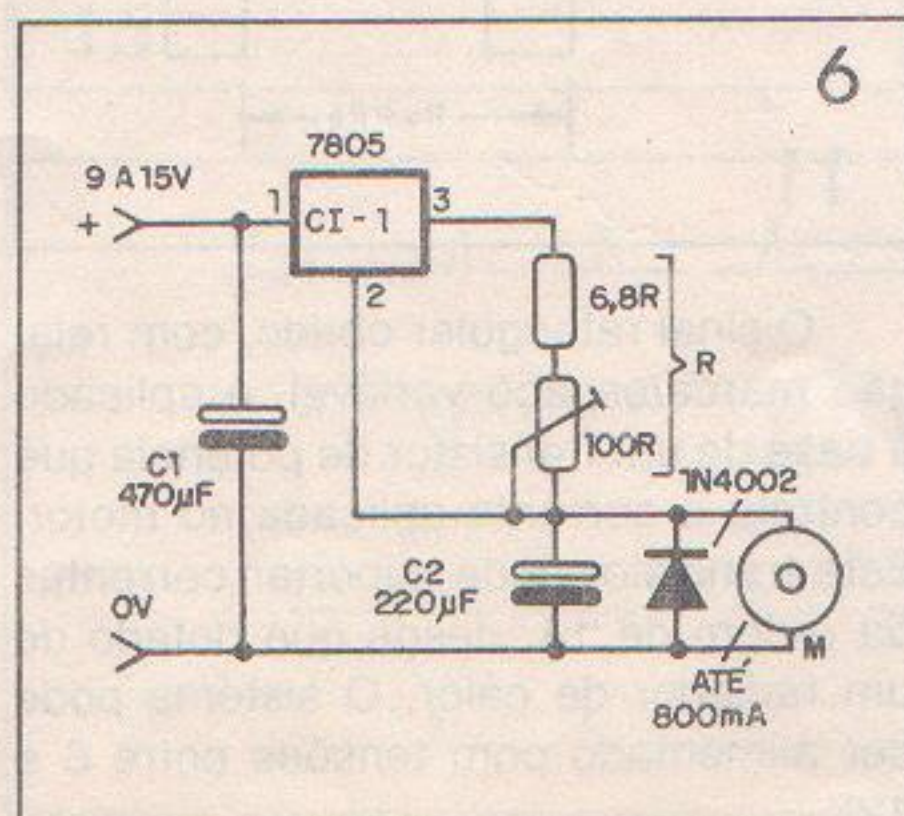 6
7805
9 A 15V
+
1
CI-1
3
2
6,8R
R
100R
1N4002
C1
470µF
C2
220µF
0V
M
ATÉ
800mA